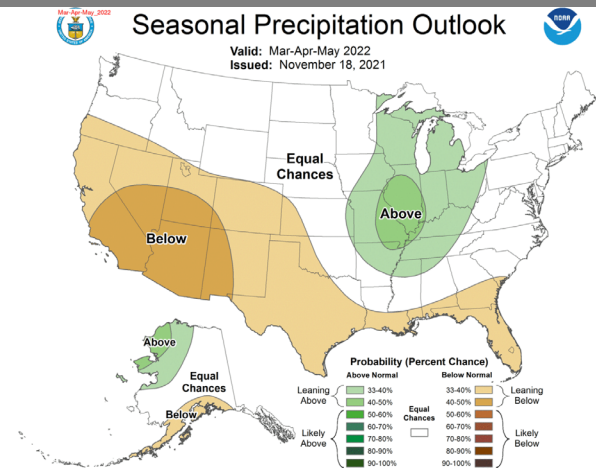 Mar-Apr-May_2022
Seasonal Precipitation Outlook
NOAA
Valid: Mar-Apr-May 2022
Issued: November 18, 2021
Equal
Chances
Above
Below
Above
Equal
Chances
Below
Probability (Percent Chance)
Above Normal
Below Normal
Leaning
Above
33-40%
40-50%
Likely
Above
50-60%
60-70%
70-80%
80-90%
90-100%
Equal
Chances
33-40%
40-50%
Leaning
Below
50-60%
60-70%
70-80%
80-90%
90-100%
Likely
Below